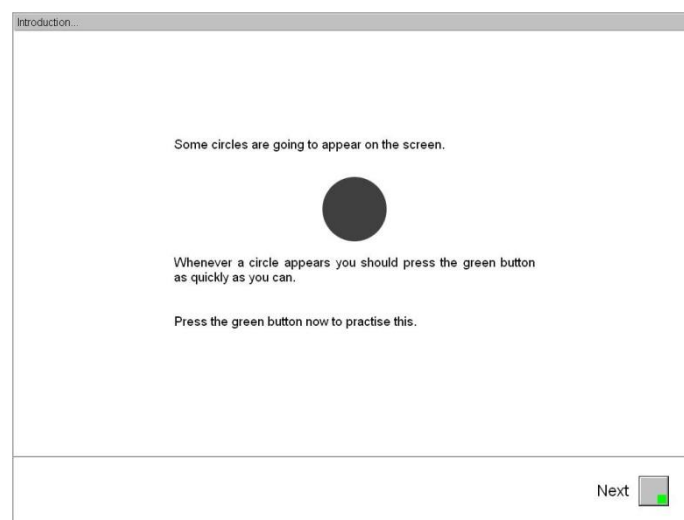 Introduction...
Some circles are going to appear on the screen.
Whenever a circle appears you should press the green button
as quickly as you can.
Press the green button now to practise this.
Next